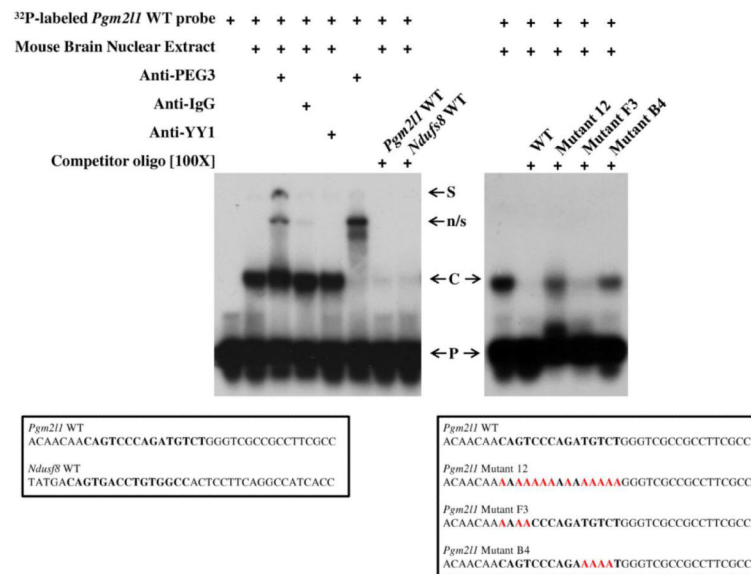 ³²P-labeled Pgm2l1 WT probe + + + + + + + + + + + + +
Mouse Brain Nuclear Extract + + + + + + + + + + + +
Anti-PEG3 + +
Anti-IgG +
Anti-YY1 +
Pgm2l1 WT
Ndufs8 WT
WT
Mutant 12
Mutant F3
Mutant B4
Competitor oligo [100X] + + + + + +
←S
←n/s
←C→
←P→
Pgm2l1 WT
ACAACAACAGTCCCAGATGTCTGGGTCGCCGCCTTCGCC
Ndusf8 WT
TATGACAGTGACCTGTGGCCACTCCTTCAGGCCATCACC
Pgm2l1 WT
ACAACAACAGTCCCAGATGTCTGGGTCGCCGCCTTCGCC
Pgm2l1 Mutant 12
ACAACAAAAAAAAAAAAAAAAAGGGTCGCCGCCTTCGCC
Pgm2l1 Mutant F3
ACAACAAAAAACCCAGATGTCTGGGTCGCCGCCTTCGCC
Pgm2l1 Mutant B4
ACAACAACAGTCCCAGAAAAATGGGTCGCCGCCTTCGCC